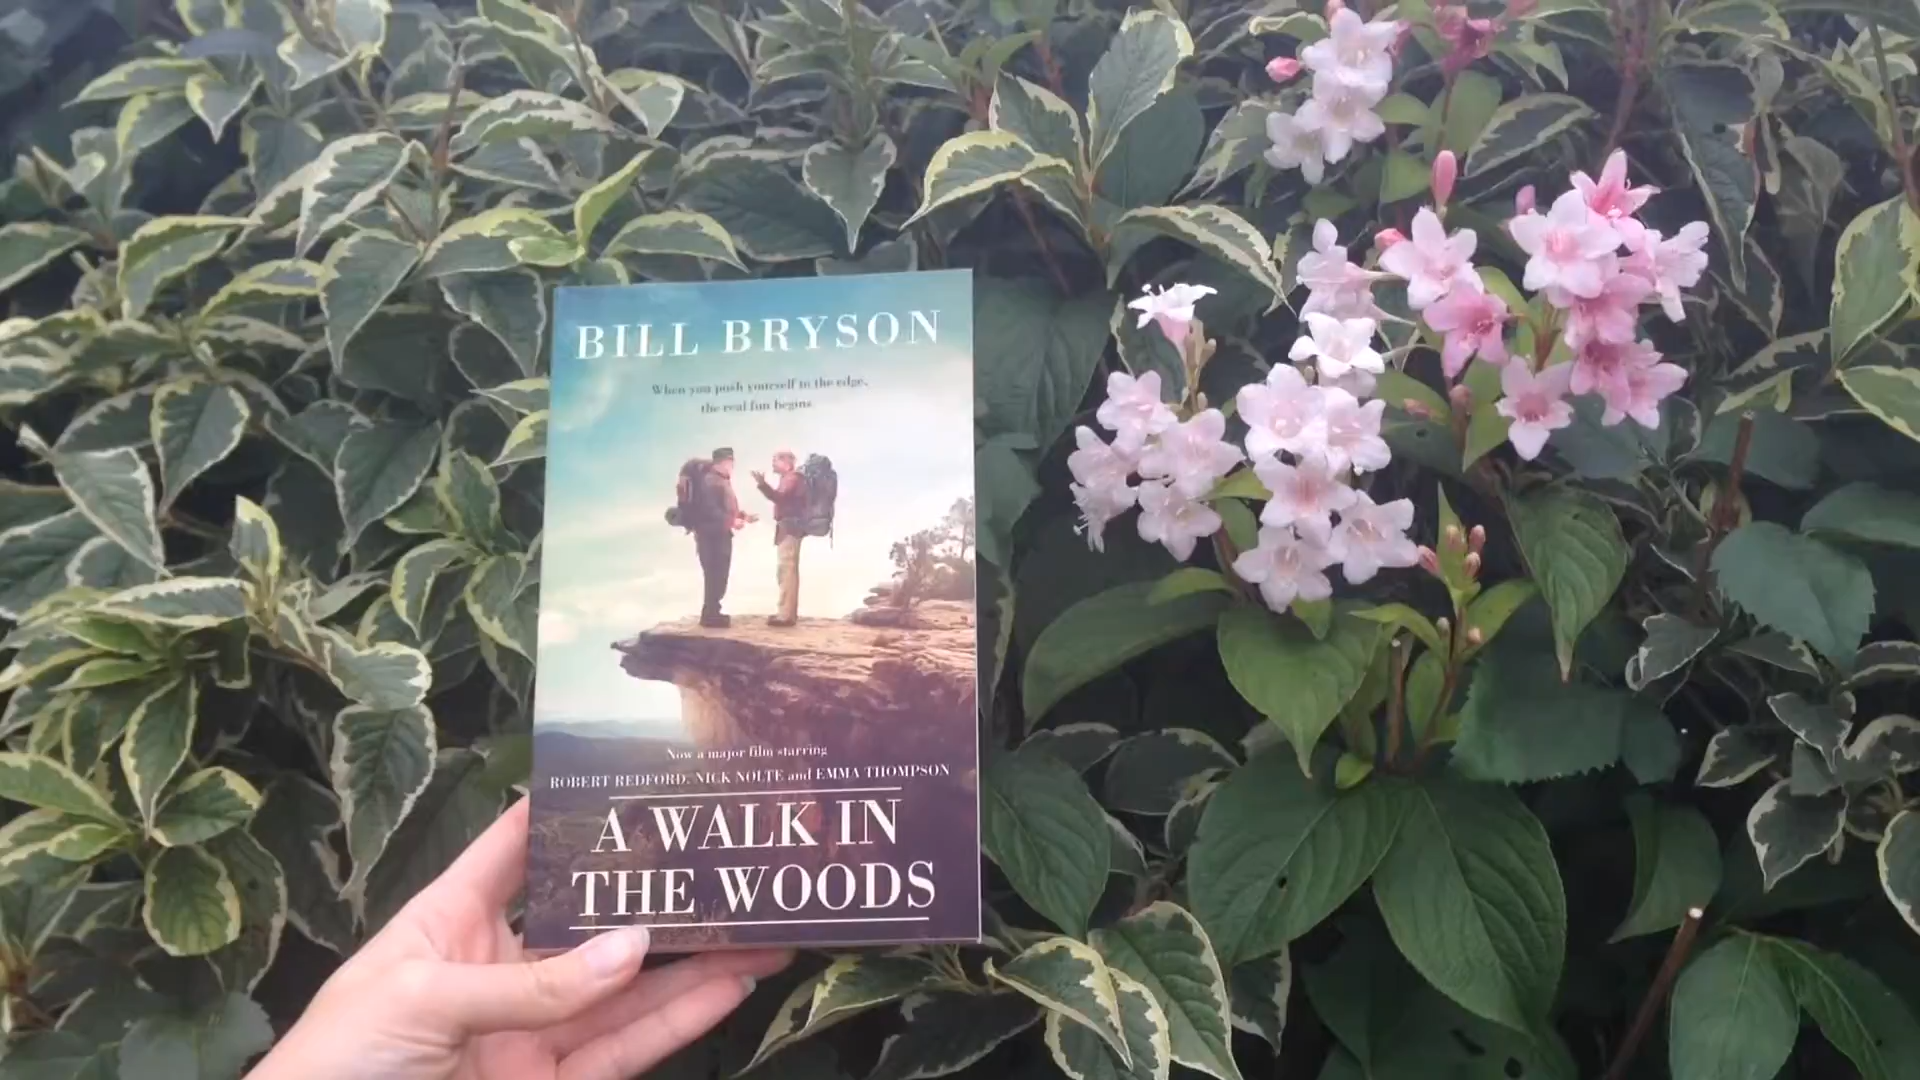 BILL BRYSON
When you push yourself to the edge,
the real fun begins
Now a major film starring
ROBERT REDFORD, NICK NOLTE and EMMA THOMPSON
A WALK IN
THE WOODS